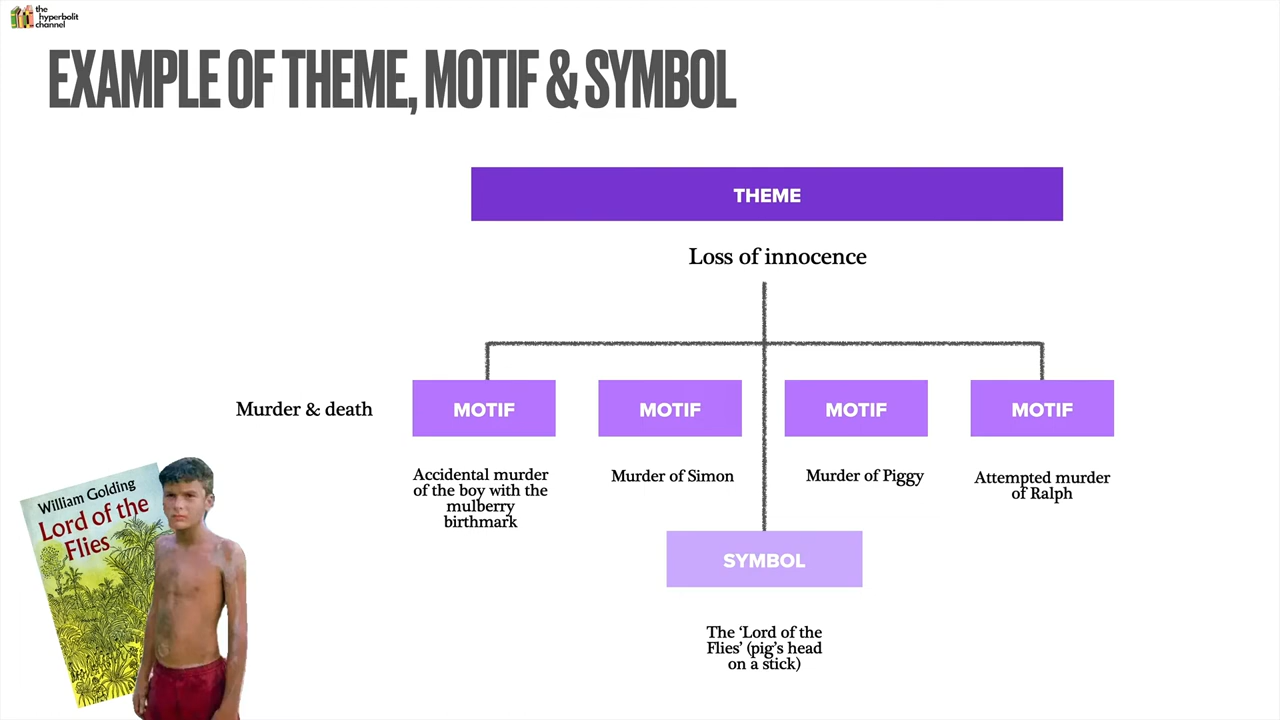 the
hyperbolit
channel
EXAMPLE OF THEME, MOTIF & SYMBOL
THEME
Loss of innocence
Murder & death
MOTIF
MOTIF
MOTIF
MOTIF
Accidental murder
of the boy with the
mulberry
birthmark
Murder of Simon
Murder of Piggy
Attempted murder
of Ralph
SYMBOL
The ‘Lord of the
Flies’ (pig’s head
on a stick)
William Golding
Lord of the
Flies